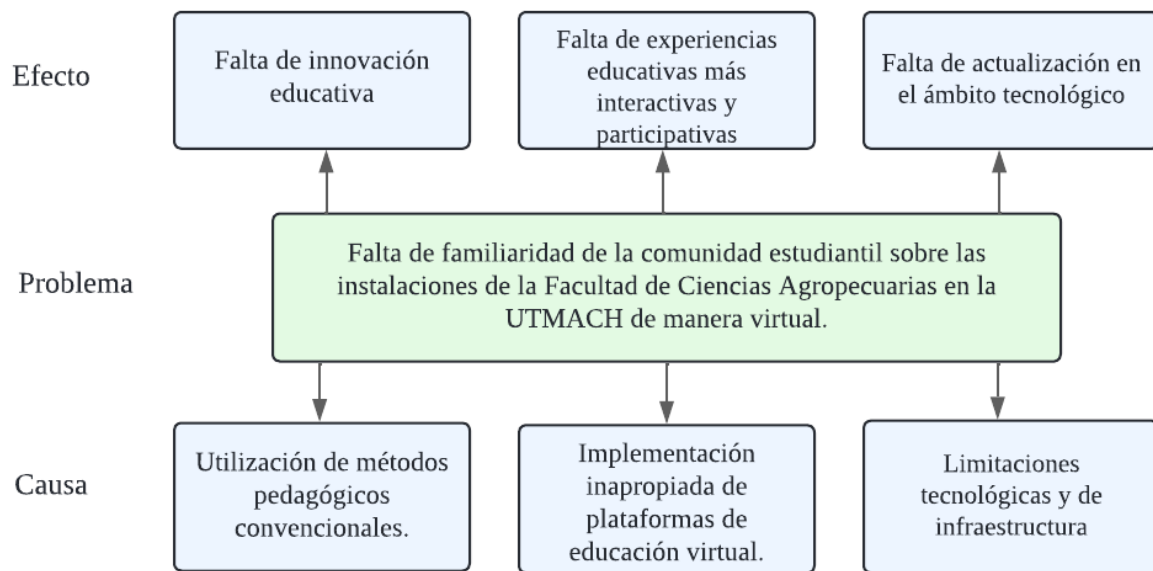 Efecto
Falta de innovación
educativa
Falta de experiencias
educativas más
interactivas y
participativas
Falta de actualización en
el ámbito tecnológico
Problema
Falta de familiaridad de la comunidad estudiantil sobre las
instalaciones de la Facultad de Ciencias Agropecuarias en la
UTMACH de manera virtual.
Causa
Utilización de métodos
pedagógicos
convencionales.
Implementación
inapropiada de
plataformas de
educación virtual.
Limitaciones
tecnológicas y de
infraestructura